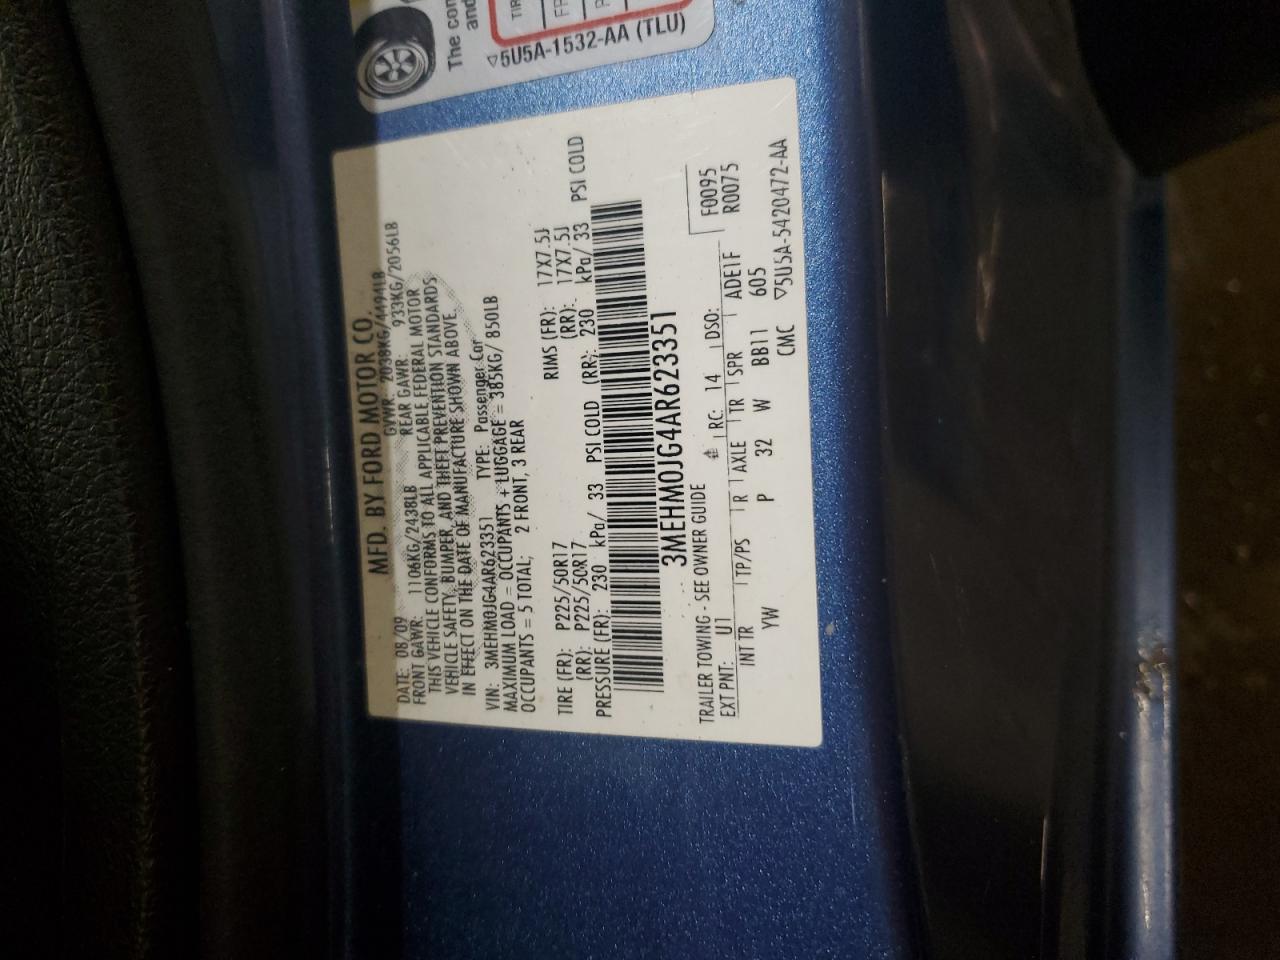 The con
and
TIRE
FR
▽5U5A-1532-AA (TLU)
MFD. BY FORD MOTOR CO.
DATE: 08/09 GVWR: 2038KG/4494LB
FRONT GAWR: 1106KG/2438LB REAR GAWR: 933KG/2056LB
THIS VEHICLE CONFORMS TO ALL APPLICABLE FEDERAL MOTOR
VEHICLE SAFETY, BUMPER, AND THEFT PREVENTION STANDARDS
IN EFFECT ON THE DATE OF MANUFACTURE SHOWN ABOVE.
VIN: 3MEHM0JG4AR623351 TYPE: Passenger Car
MAXIMUM LOAD = OCCUPANTS + LUGGAGE = 385KG/ 850LB
OCCUPANTS = 5 TOTAL; 2 FRONT, 3 REAR
TIRE (FR): P225/50R17 RIMS (FR): 17X7.5J
(RR): P225/50R17 (RR): 17X7.5J
PRESSURE (FR): 230 kPa/ 33 PSI COLD (RR): 230 kPa/ 33 PSI COLD
3MEHM0JG4AR623351
TRAILER TOWING - SEE OWNER GUIDE F0095
EXT PNT: U1 RC: 14 DSO: R0075
INT TR TP/PS R AXLE TR SPR ADE1F
YW P 32 W BB11 605
CMC ▽5U5A-5420472-AA